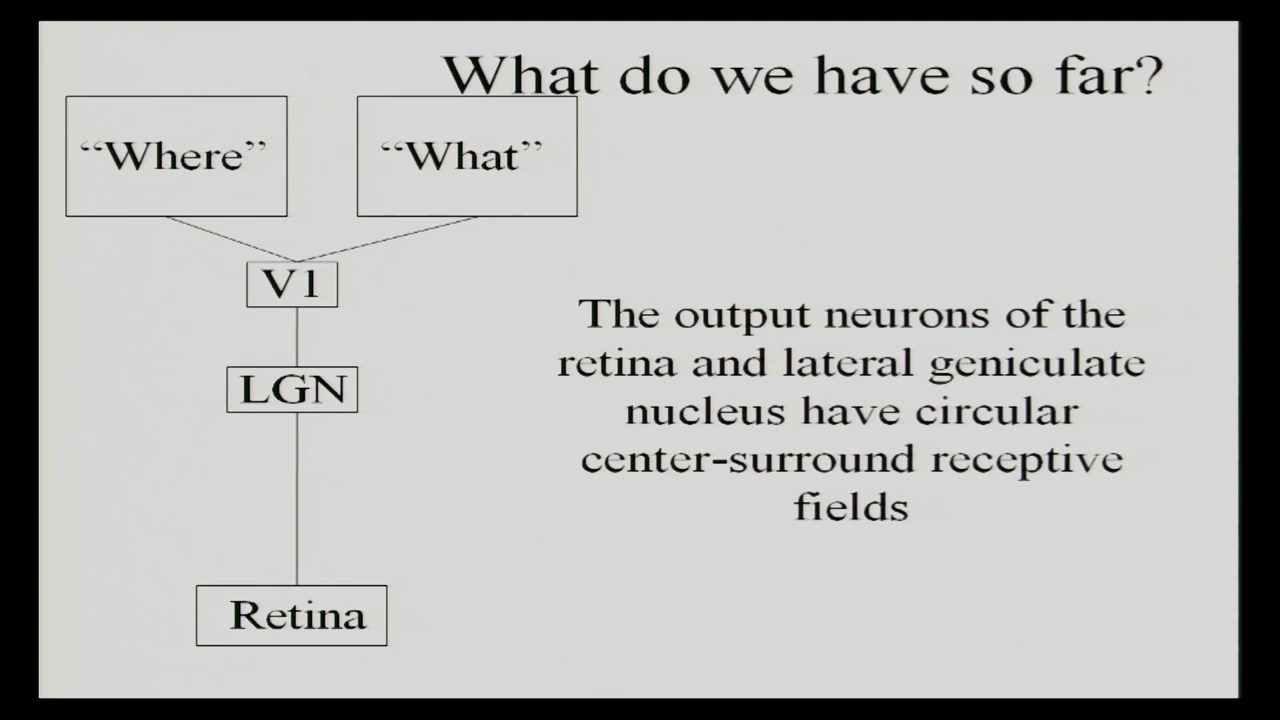 What do we have so far?
“Where”
“What”
V1
LGN
Retina
The output neurons of the
retina and lateral geniculate
nucleus have circular
center-surround receptive
fields